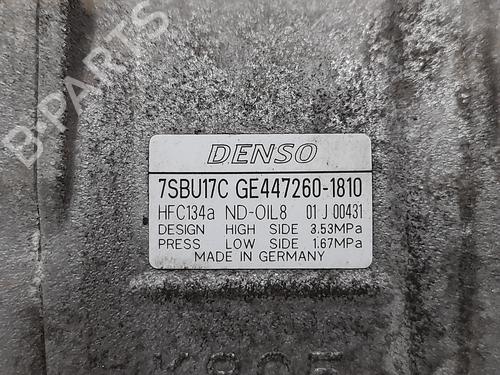 B-PARTS
DENSO
7SBU17C GE447260-1810
HFC134a ND-OIL8 01 J 00431
DESIGN HIGH SIDE 3.53MPa
PRESS LOW SIDE 1.67MPa
MADE IN GERMANY